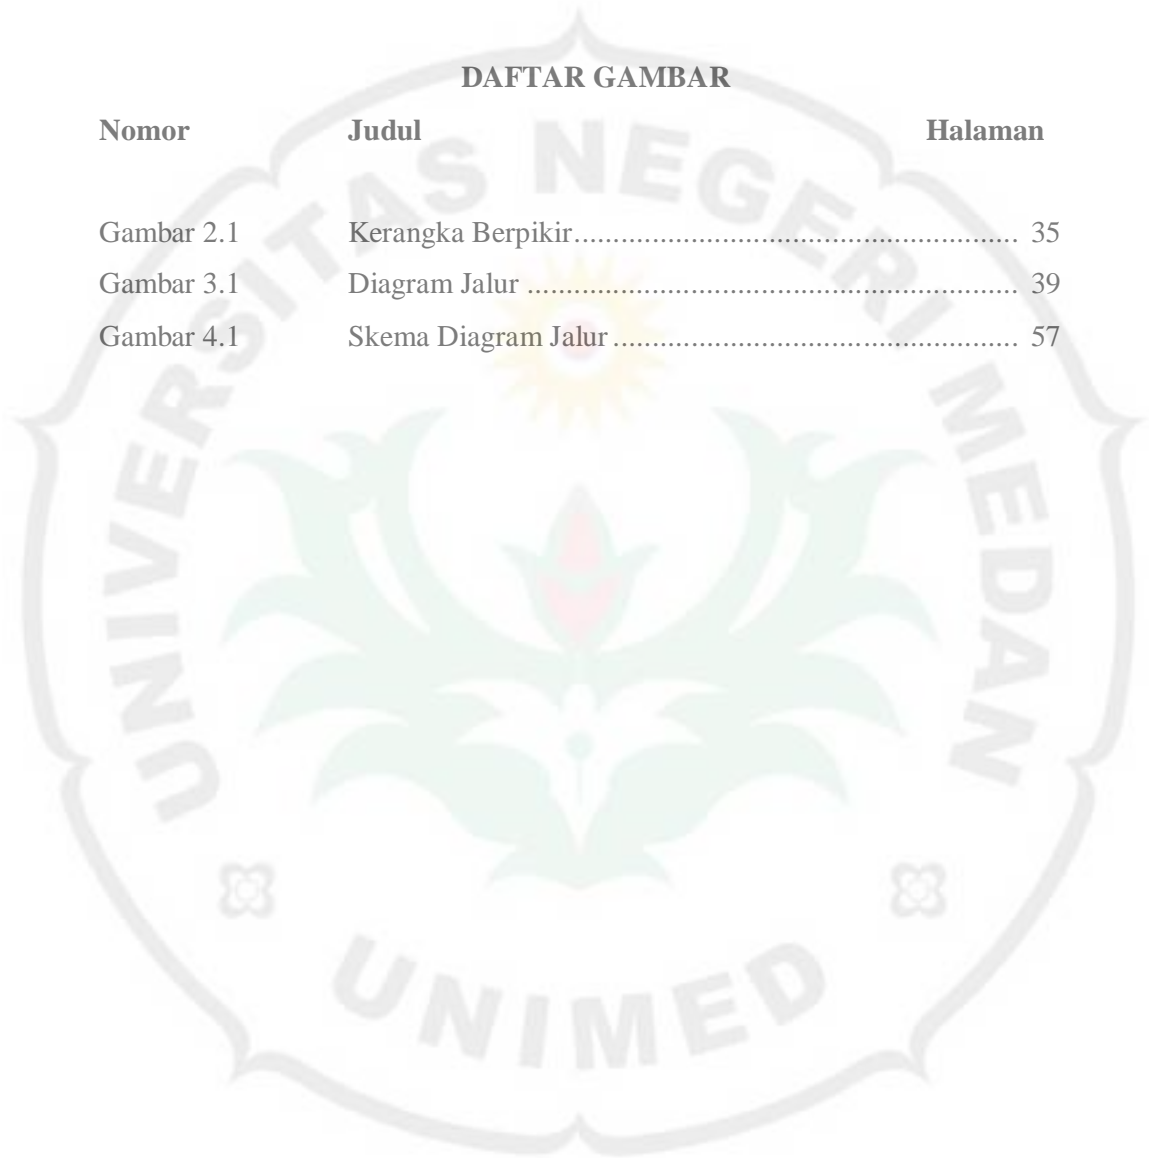 DAFTAR GAMBAR
Nomor Judul Halaman
Gambar 2.1 Kerangka Berpikir.......................................................... 35
Gambar 3.1 Diagram Jalur ................................................................ 39
Gambar 4.1 Skema Diagram Jalur ..................................................... 57
UNIVERSITAS NEGERI MEDAN
UNIMED